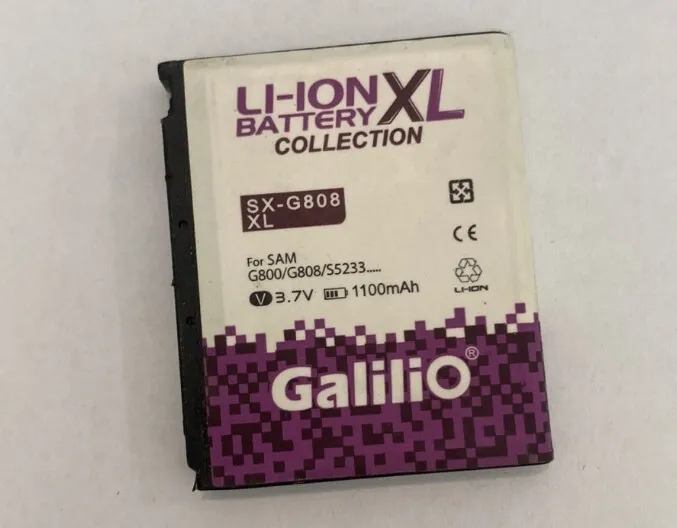 LI-ION XL
BATTERY
COLLECTION
SX-G808
XL
For SAM
G800/G808/S5233.....
CE
LI-ION
V 3.7V 1100mAh
GaliliO®